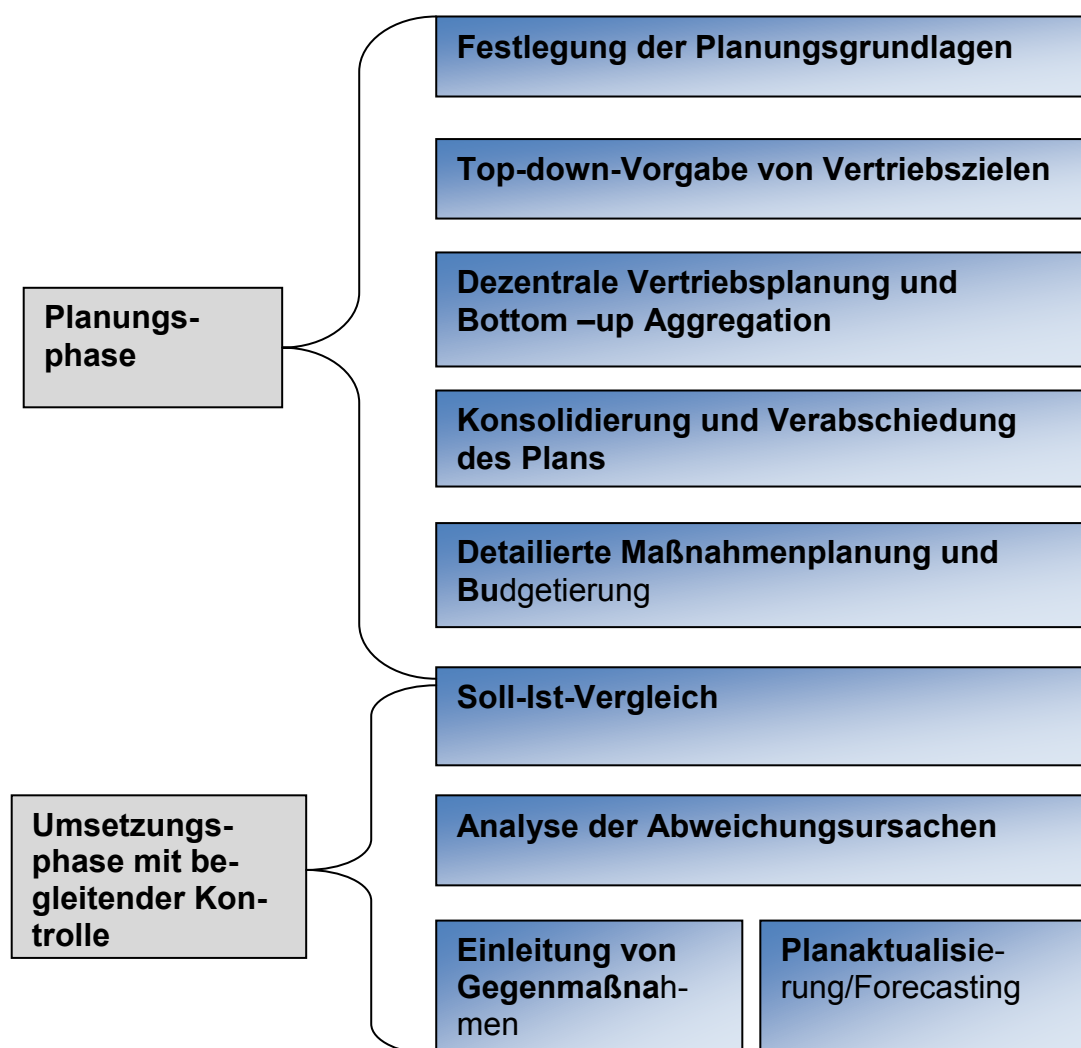 Festlegung der Planungsgrundlagen
Top-down-Vorgabe von Vertriebszielen
Dezentrale Vertriebsplanung und
Bottom –up Aggregation
Planungs-
phase
Konsolidierung und Verabschiedung
des Plans
Detailierte Maßnahmenplanung und
Budgetierung
Soll-Ist-Vergleich
Umsetzungs-
phase mit be-
gleitender Kon-
trolle
Analyse der Abweichungsursachen
Einleitung von
Gegenmaßnah-
men
Planaktualisie-
rung/Forecasting